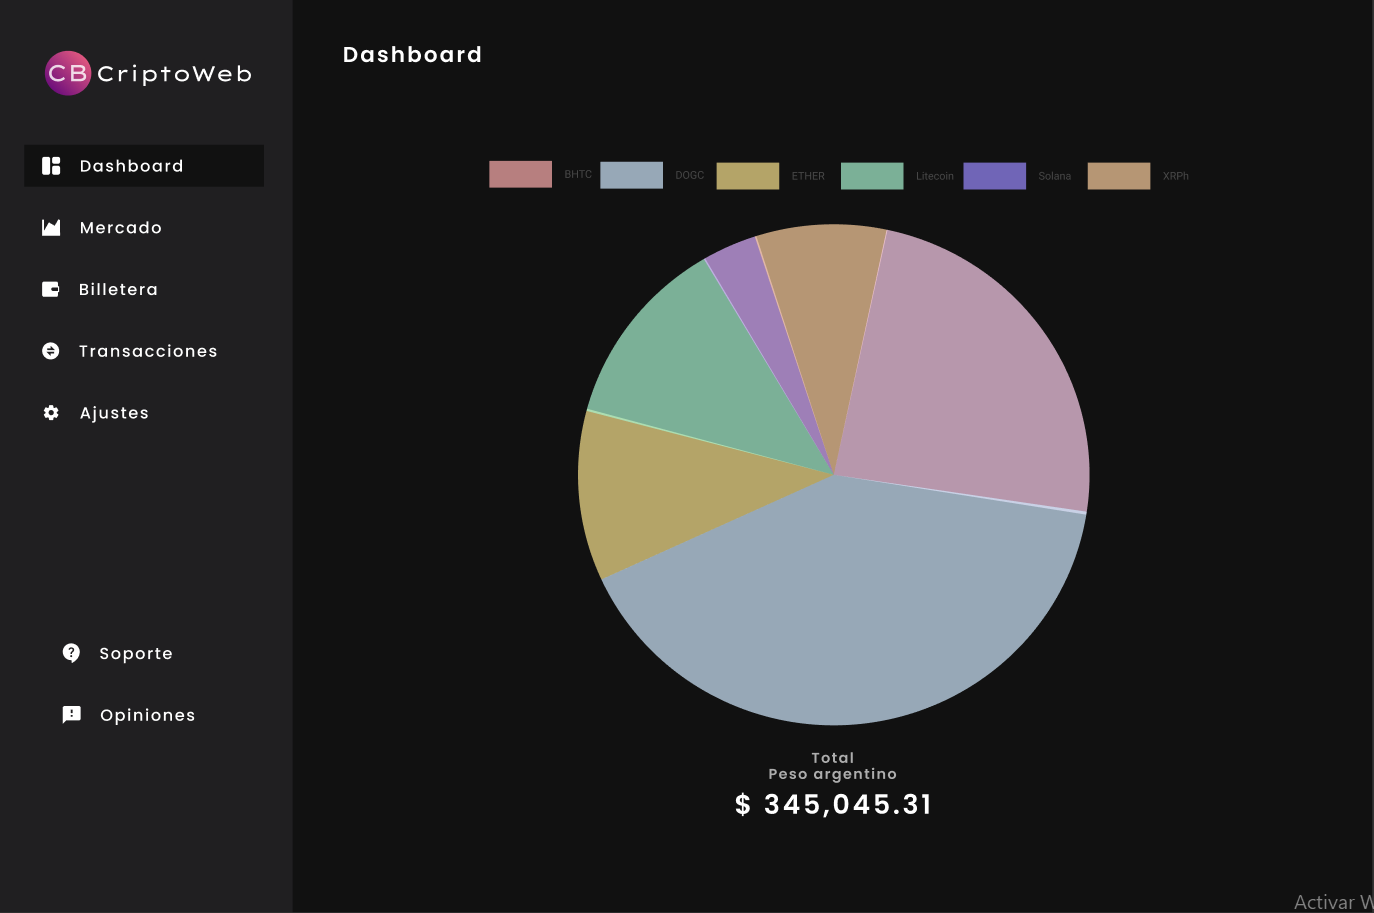 CB CriptoWeb
Dashboard
Mercado
Billetera
Transacciones
Ajustes
Soporte
Opiniones
Dashboard
BHTC DOGC ETHER Litecoin Solana XRPh
Total
Peso argentino
$ 345,045.31
Activar W